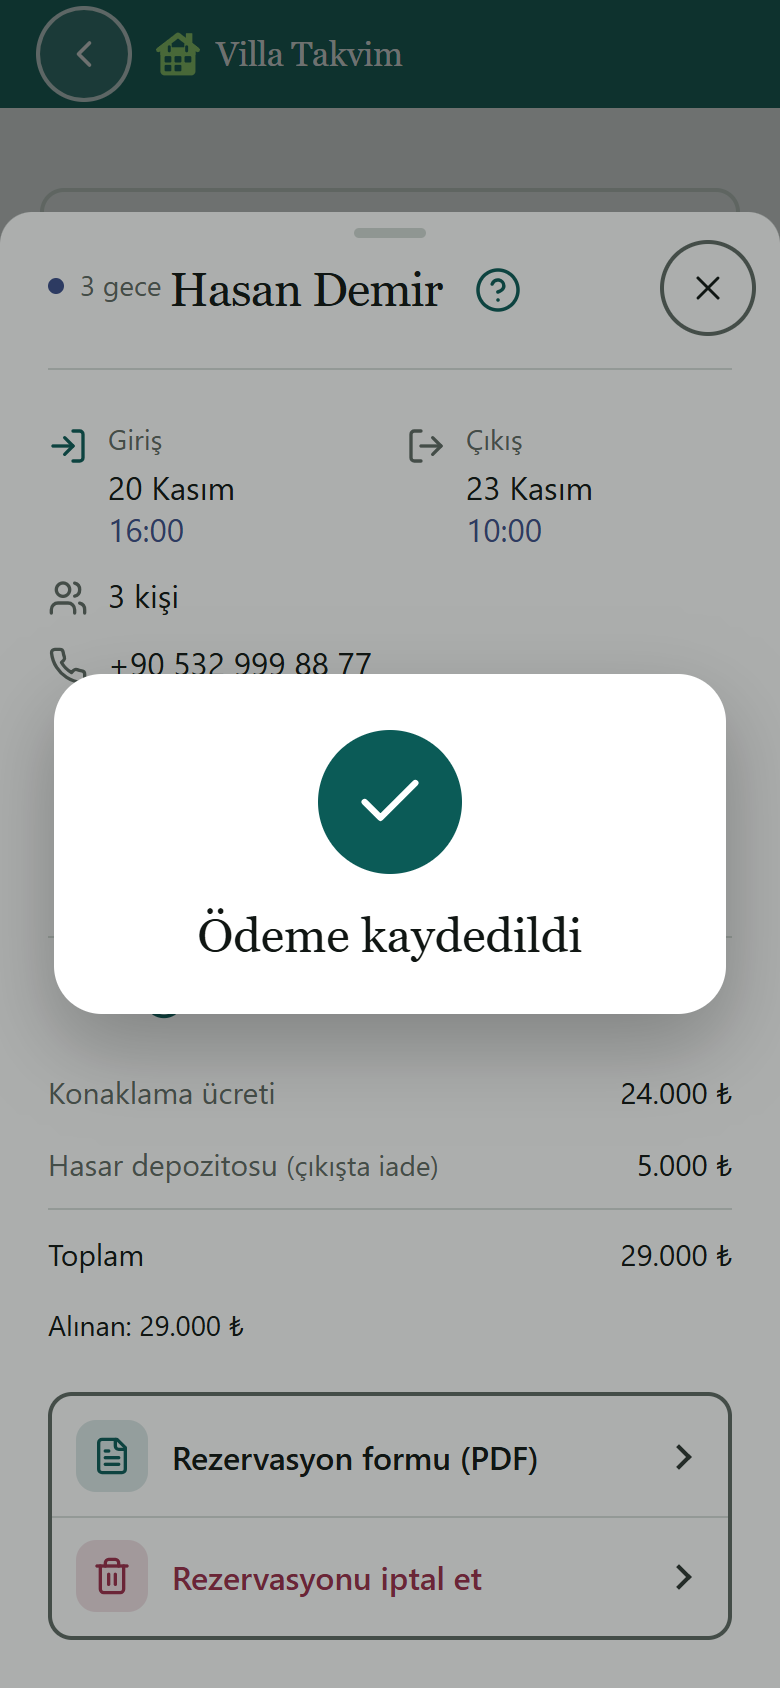 Villa Takvim
3 gece Hasan Demir
Giriş
20 Kasım
16:00
Çıkış
23 Kasım
10:00
3 kişi
+90 532 999 88 77
Ödeme kaydedildi
Konaklama ücreti 24.000 ₺
Hasar depozitosu (çıkışta iade) 5.000 ₺
Toplam 29.000 ₺
Alınan: 29.000 ₺
Rezervasyon formu (PDF)
Rezervasyonu iptal et